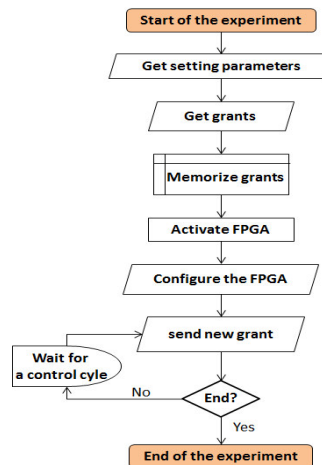 Start of the experiment
Get setting parameters
Get grants
Memorize grants
Activate FPGA
Configure the FPGA
send new grant
Wait for
a control cyle
No
End?
Yes
End of the experiment